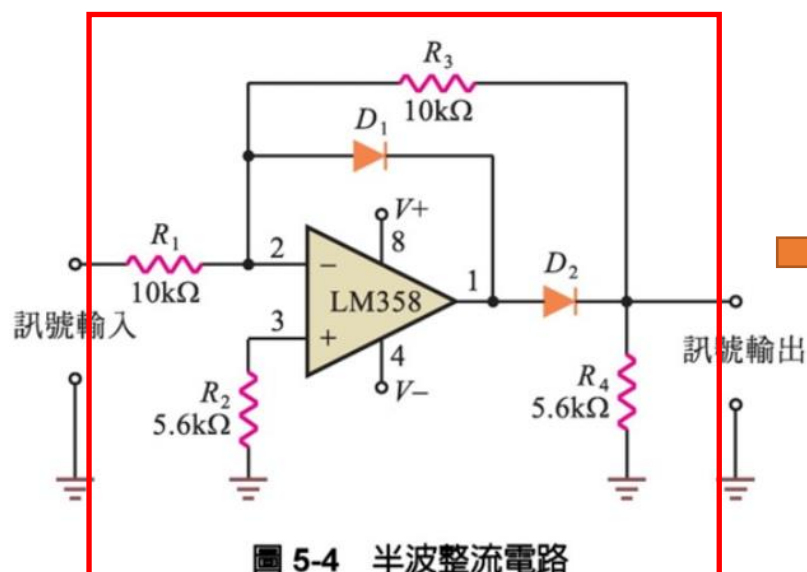 R3
10kΩ
D1
V+
R1
2
8
1
D2
10kΩ
LM358
訊號輸入
3
4
訊號輸出
R2
V−
R4
5.6kΩ
5.6kΩ
圖 5-4 半波整流電路